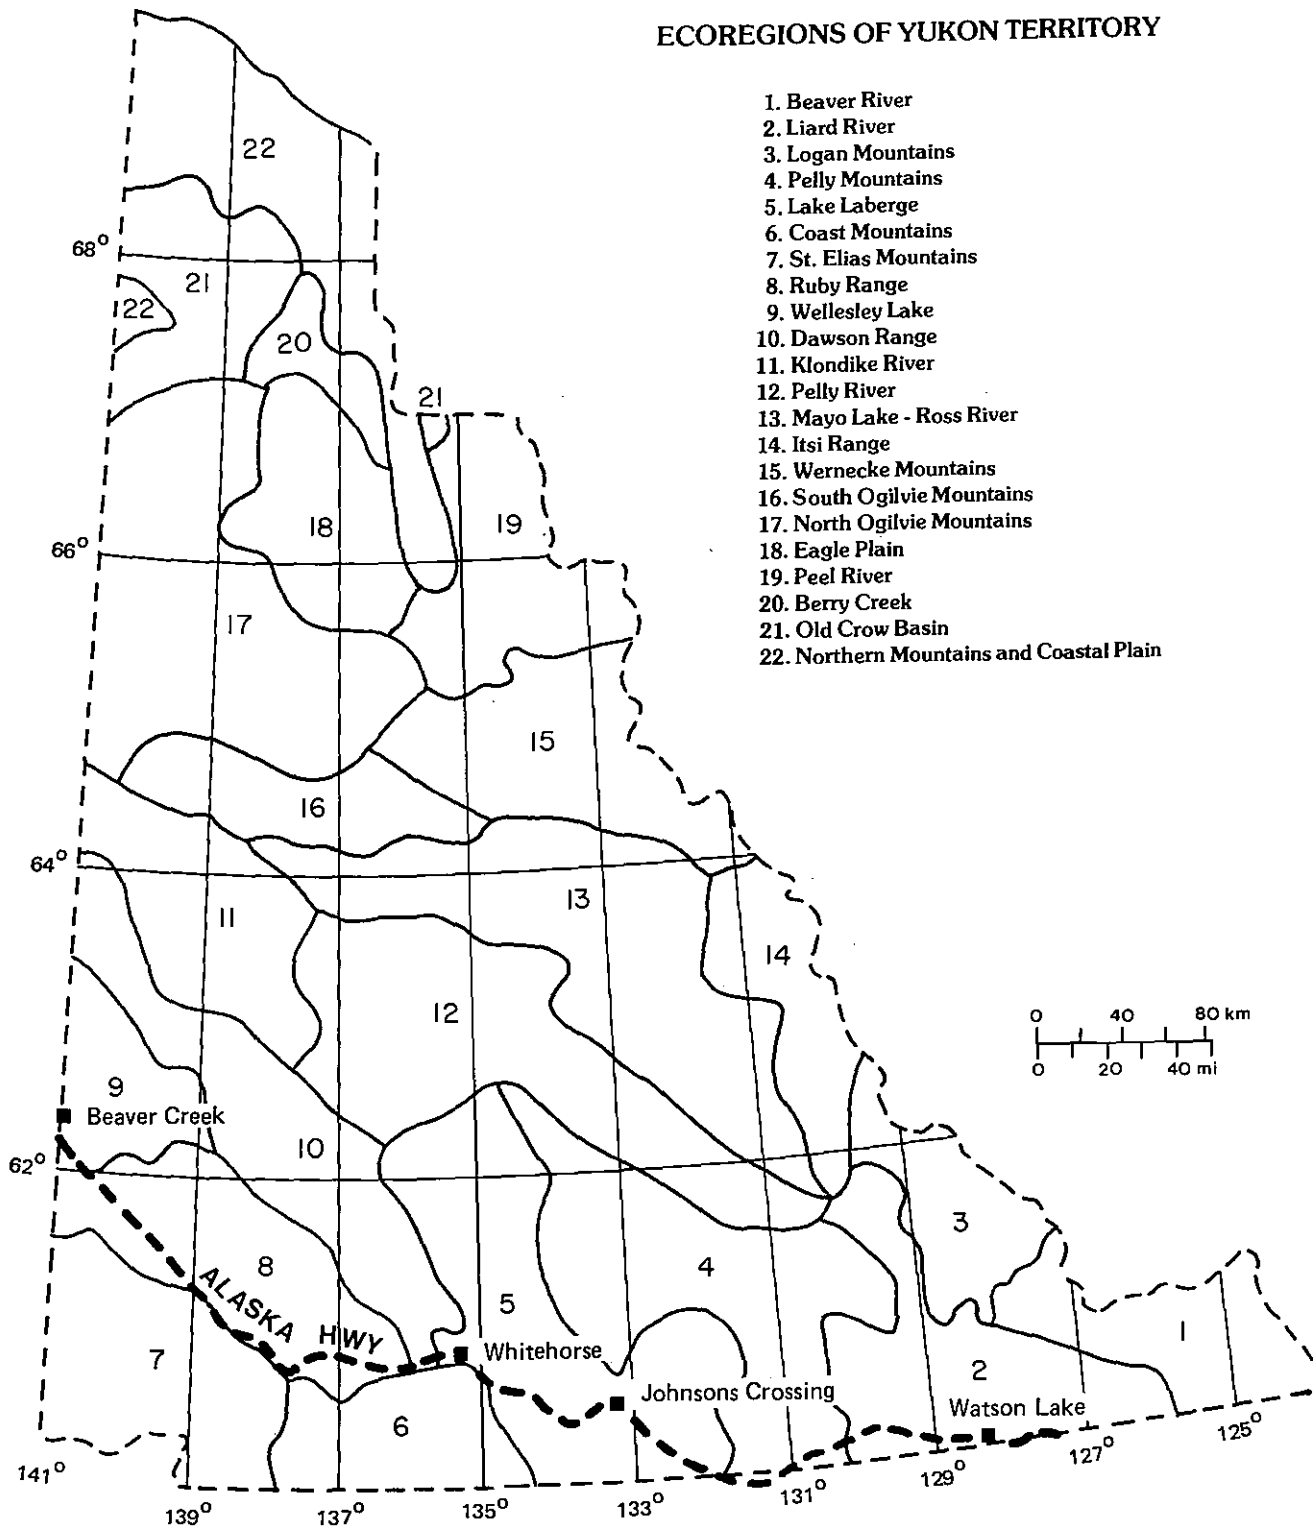 ECOREGIONS OF YUKON TERRITORY
1. Beaver River
2. Liard River
3. Logan Mountains
4. Pelly Mountains
5. Lake Laberge
6. Coast Mountains
7. St. Elias Mountains
8. Ruby Range
9. Wellesley Lake
10. Dawson Range
11. Klondike River
12. Pelly River
13. Mayo Lake - Ross River
14. Itsi Range
15. Wernecke Mountains
16. South Ogilvie Mountains
17. North Ogilvie Mountains
18. Eagle Plain
19. Peel River
20. Berry Creek
21. Old Crow Basin
22. Northern Mountains and Coastal Plain
22
68°
21
22
20
21
18
19
66°
17
15
16
64°
13
11
14
12
0 40 80 km
0 20 40 mi
9
Beaver Creek
10
62°
3
8
4
ALASKA HWY
5
1
7
Whitehorse
2
Johnsons Crossing
Watson Lake
6
141°
139°
137°
135°
133°
131°
129°
127°
125°